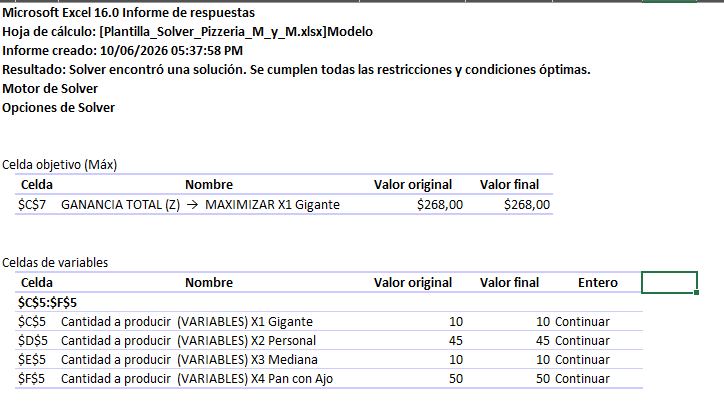 Microsoft Excel 16.0 Informe de respuestas
Hoja de cálculo: [Plantilla_Solver_Pizzeria_M_y_M.xlsx]Modelo
Informe creado: 10/06/2026 05:37:58 PM
Resultado: Solver encontró una solución. Se cumplen todas las restricciones y condiciones óptimas.
Motor de Solver
Opciones de Solver
Celda objetivo (Máx)
Celda Nombre Valor original Valor final
$C$7 GANANCIA TOTAL (Z) → MAXIMIZAR X1 Gigante $268,00 $268,00
Celdas de variables
Celda Nombre Valor original Valor final Entero
$C$5:$F$5
$C$5 Cantidad a producir (VARIABLES) X1 Gigante 10 10 Continuar
$D$5 Cantidad a producir (VARIABLES) X2 Personal 45 45 Continuar
$E$5 Cantidad a producir (VARIABLES) X3 Mediana 10 10 Continuar
$F$5 Cantidad a producir (VARIABLES) X4 Pan con Ajo 50 50 Continuar